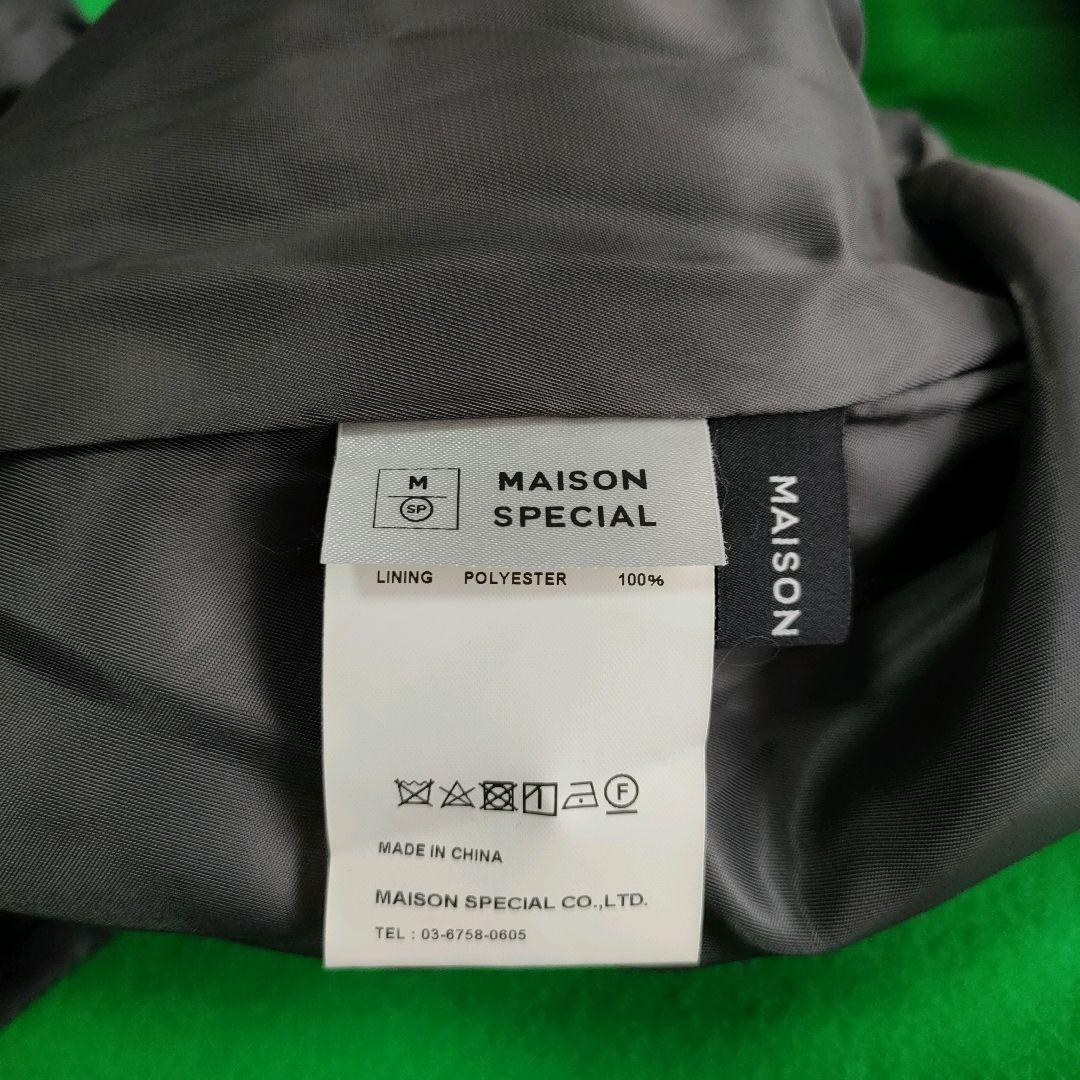 M
SP
MAISON
SPECIAL
MAISON
LINING POLYESTER 100%
F
MADE IN CHINA
MAISON SPECIAL CO.,LTD.
TEL : 03-6758-0605